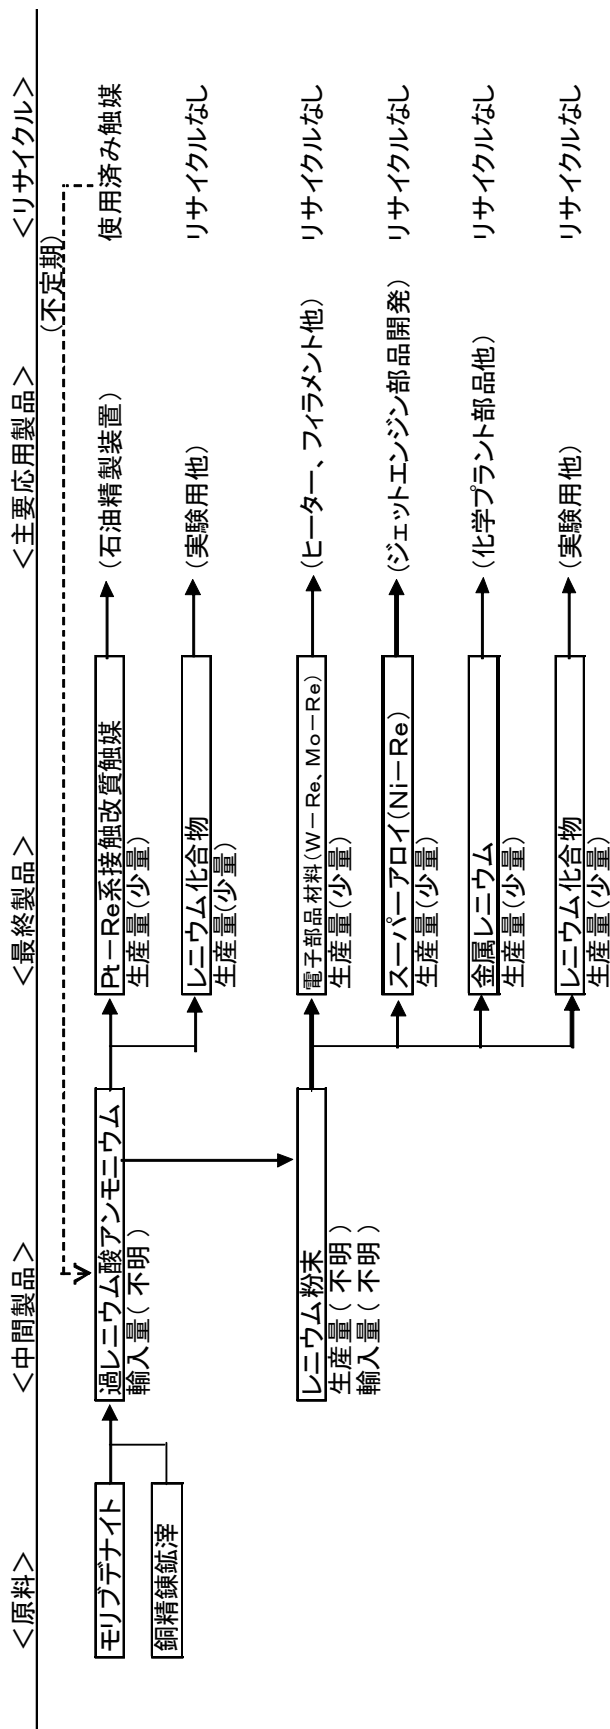 ＜原料＞
＜中間製品＞
＜最終製品＞
＜主要応用製品＞
＜リサイクル＞
（不定期）
モリブデナイト
銅精錬鉱滓
過レニウム酸アンモニウム
輸入量（ 不明 ）
Pt－Re系接触改質触媒
生産量（少量）
（石油精製装置）
使用済み触媒
レニウム化合物
生産量（少量）
（実験用他）
リサイクルなし
レニウム粉末
生産量（ 不明 ）
輸入量（ 不明 ）
電子部品材料（W－Re、Mo－Re）
生産量（少量）
（ヒーター、フィラメント他）
リサイクルなし
スーパーアロイ（Ni－Re）
生産量（少量）
（ジェットエンジン部品開発）
リサイクルなし
金属レニウム
生産量（少量）
（化学プラント部品他）
リサイクルなし
レニウム化合物
生産量（少量）
（実験用他）
リサイクルなし